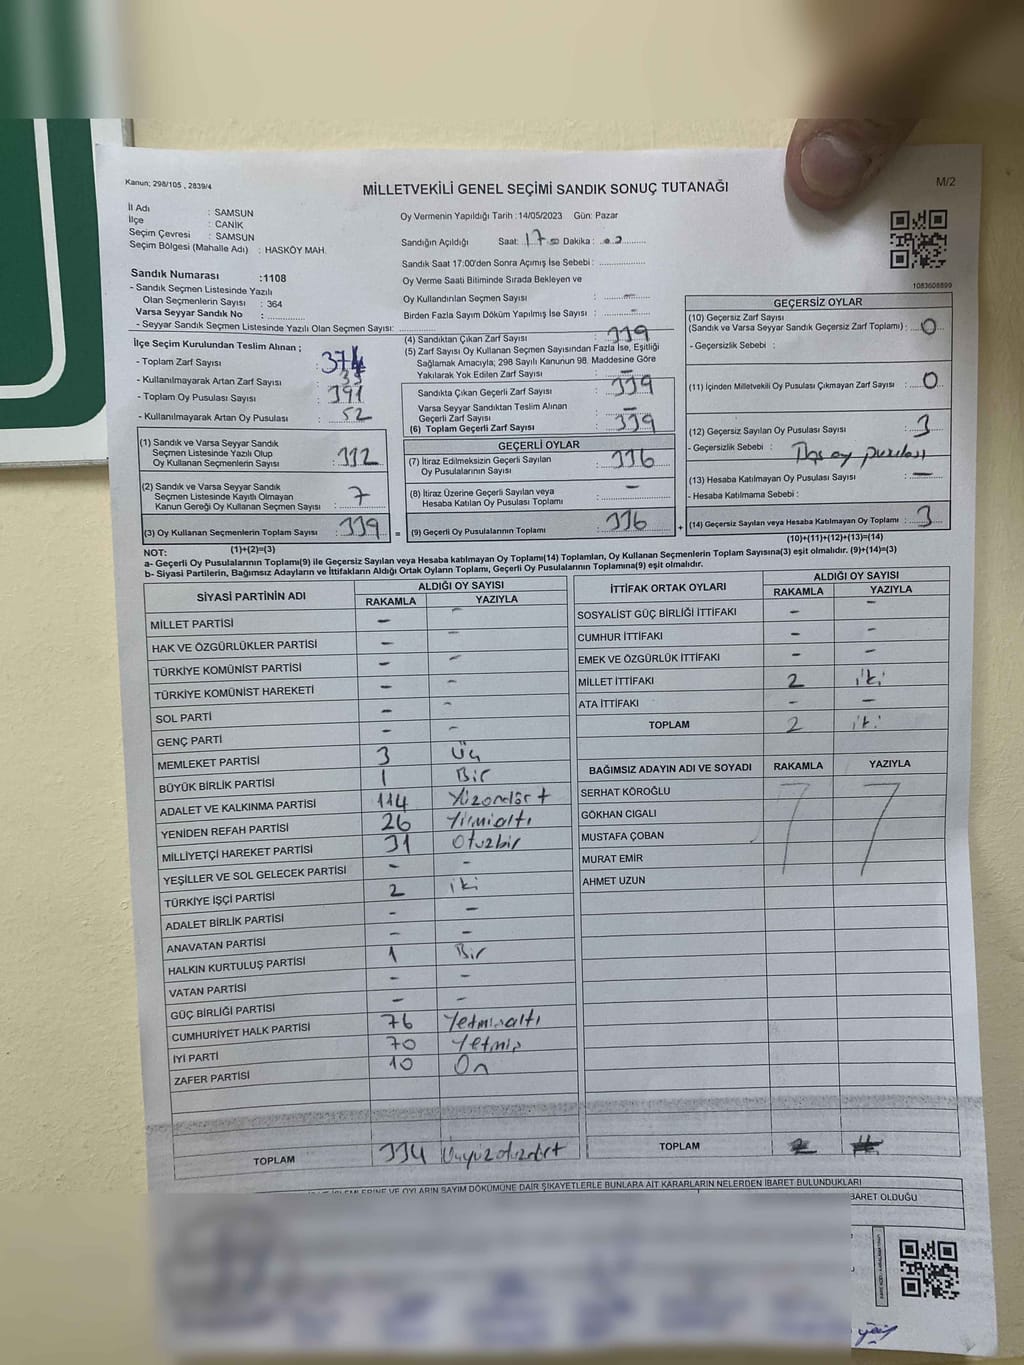 Kanun; 298/105 , 2839/4
MİLLETVEKİLİ GENEL SEÇİMİ SANDIK SONUÇ TUTANAĞI
M/2
İl Adı : SAMSUN
İlçe : CANİK
Seçim Çevresi : SAMSUN
Seçim Bölgesi (Mahalle Adı) : HASKÖY MAH.
Sandık Numarası :1108
- Sandık Seçmen Listesinde Yazılı
Olan Seçmenlerin Sayısı : 364
Varsa Seyyar Sandık No :
- Seyyar Sandık Seçmen Listesinde Yazılı Olan Seçmen Sayısı:
Oy Vermenin Yapıldığı Tarih : 14/05/2023 Gün: Pazar
Sandığın Açıldığı Saat: 17 Dakika :
Sandık Saat 17:00'den Sonra Açılmış İse Sebebi :
Oy Verme Saati Bitiminde Sırada Bekleyen ve
Oy Kullandırılan Seçmen Sayısı : -
Birden Fazla Sayım Döküm Yapılmış İse Sayısı : -
1083608899
İlçe Seçim Kurulundan Teslim Alınan ;
- Toplam Zarf Sayısı : 374
- Kullanılmayarak Artan Zarf Sayısı : 35
- Toplam Oy Pusulası Sayısı : 391
- Kullanılmayarak Artan Oy Pusulası : 52
(1) Sandık ve Varsa Seyyar Sandık
Seçmen Listesinde Yazılı Olup
Oy Kullanan Seçmenlerin Sayısı : 332
(2) Sandık ve Varsa Seyyar Sandık
Seçmen Listesinde Kayıtlı Olmayan
Kanun Gereği Oy Kullanan Seçmen Sayısı : 7
(3) Oy Kullanan Seçmenlerin Toplam Sayısı : 339
(4) Sandıktan Çıkan Zarf Sayısı : 339
(5) Zarf Sayısı Oy Kullanan Seçmen Sayısından Fazla İse, Eşitliği
Sağlamak Amacıyla; 298 Sayılı Kanunun 98. Maddesine Göre
Yakılarak Yok Edilen Zarf Sayısı : -
Sandıkta Çıkan Geçerli Zarf Sayısı : 339
Varsa Seyyar Sandıktan Teslim Alınan
Geçerli Zarf Sayısı : -
(6) Toplam Geçerli Zarf Sayısı : 339
GEÇERLİ OYLAR
(7) İtiraz Edilmeksizin Geçerli Sayılan
Oy Pusulalarının Sayısı : 336
(8) İtiraz Üzerine Geçerli Sayılan veya
Hesaba Katılan Oy Pusulası Toplamı : -
= (9) Geçerli Oy Pusulalarının Toplamı : 336
GEÇERSİZ OYLAR
(10) Geçersiz Zarf Sayısı
(Sandık ve Varsa Seyyar Sandık Geçersiz Zarf Toplamı) : 0
- Geçersizlik Sebebi :
(11) İçinden Milletvekili Oy Pusulası Çıkmayan Zarf Sayısı : 0
(12) Geçersiz Sayılan Oy Pusulası Sayısı : 3
- Geçersizlik Sebebi : Boş oy pusulası
(13) Hesaba Katılmayan Oy Pusulası Sayısı : -
- Hesaba Katılmama Sebebi :
+ (14) Geçersiz Sayılan veya Hesaba Katılmayan Oy Toplamı : 3
NOT: (1)+(2)=(3)
(10)+(11)+(12)+(13)=(14)
a- Geçerli Oy Pusulalarının Toplamı(9) ile Geçersiz Sayılan veya Hesaba katılmayan Oy Toplamı(14) Toplamları, Oy Kullanan Seçmenlerin Toplam Sayısına(3) eşit olmalıdır. (9)+(14)=(3)
b- Siyasi Partilerin, Bağımsız Adayların ve İttifakların Aldığı Ortak Oyların Toplamı, Geçerli Oy Pusulalarının Toplamına(9) eşit olmalıdır.
SİYASİ PARTİNİN ADI ALDIĞI OY SAYISI
RAKAMLA YAZIYLA
MİLLET PARTİSİ - -
HAK VE ÖZGÜRLÜKLER PARTİSİ - -
TÜRKİYE KOMÜNİST PARTİSİ - -
TÜRKİYE KOMÜNİST HAREKETİ - -
SOL PARTİ - -
GENÇ PARTİ - -
MEMLEKET PARTİSİ 3 Üç
BÜYÜK BİRLİK PARTİSİ 1 Bir
ADALET VE KALKINMA PARTİSİ 114 Yüzondört
YENİDEN REFAH PARTİSİ 26 Yirmialtı
MİLLİYETÇİ HAREKET PARTİSİ 31 Otuzbir
YEŞİLLER VE SOL GELECEK PARTİSİ - -
TÜRKİYE İŞÇİ PARTİSİ 2 iki
ADALET BİRLİK PARTİSİ - -
ANAVATAN PARTİSİ - -
HALKIN KURTULUŞ PARTİSİ 1 Bir
VATAN PARTİSİ - -
GÜÇ BİRLİĞİ PARTİSİ - -
CUMHURİYET HALK PARTİSİ 76 Yetmişaltı
İYİ PARTİ 70 Yetmiş
ZAFER PARTİSİ 10 On
TOPLAM 334 Üçyüzotuzdört
İTTİFAK ORTAK OYLARI ALDIĞI OY SAYISI
RAKAMLA YAZIYLA
SOSYALİST GÜÇ BİRLİĞİ İTTİFAKI - -
CUMHUR İTTİFAKI - -
EMEK VE ÖZGÜRLÜK İTTİFAKI - -
MİLLET İTTİFAKI 2 iki
ATA İTTİFAKI - -
TOPLAM 2 iki
BAĞIMSIZ ADAYIN ADI VE SOYADI RAKAMLA YAZIYLA
SERHAT KÖROĞLU
GÖKHAN CIGALI
MUSTAFA ÇOBAN
MURAT EMİR
AHMET UZUN
TOPLAM
OYLARIN SAYIM DÖKÜMÜNE DAİR ŞİKAYETLERLE BUNLARA AİT KARARLARIN NELERDEN İBARET BULUNDUKLARI
İBARET OLDUĞU